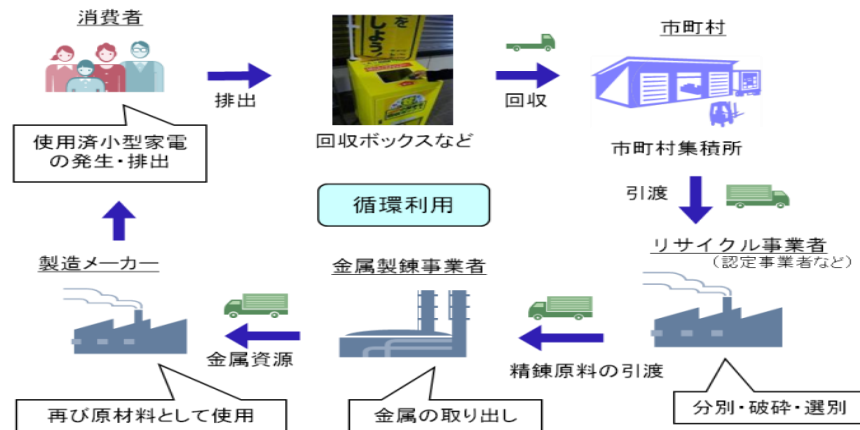 消費者
排出
を
しよう
回収ボックスなど
回収
市町村
市町村集積所
使用済小型家電
の発生・排出
循環利用
引渡
リサイクル事業者
(認定事業者など)
製造メーカー
金属製錬事業者
金属資源
精錬原料の引渡
再び原材料として使用
金属の取り出し
分別・破砕・選別